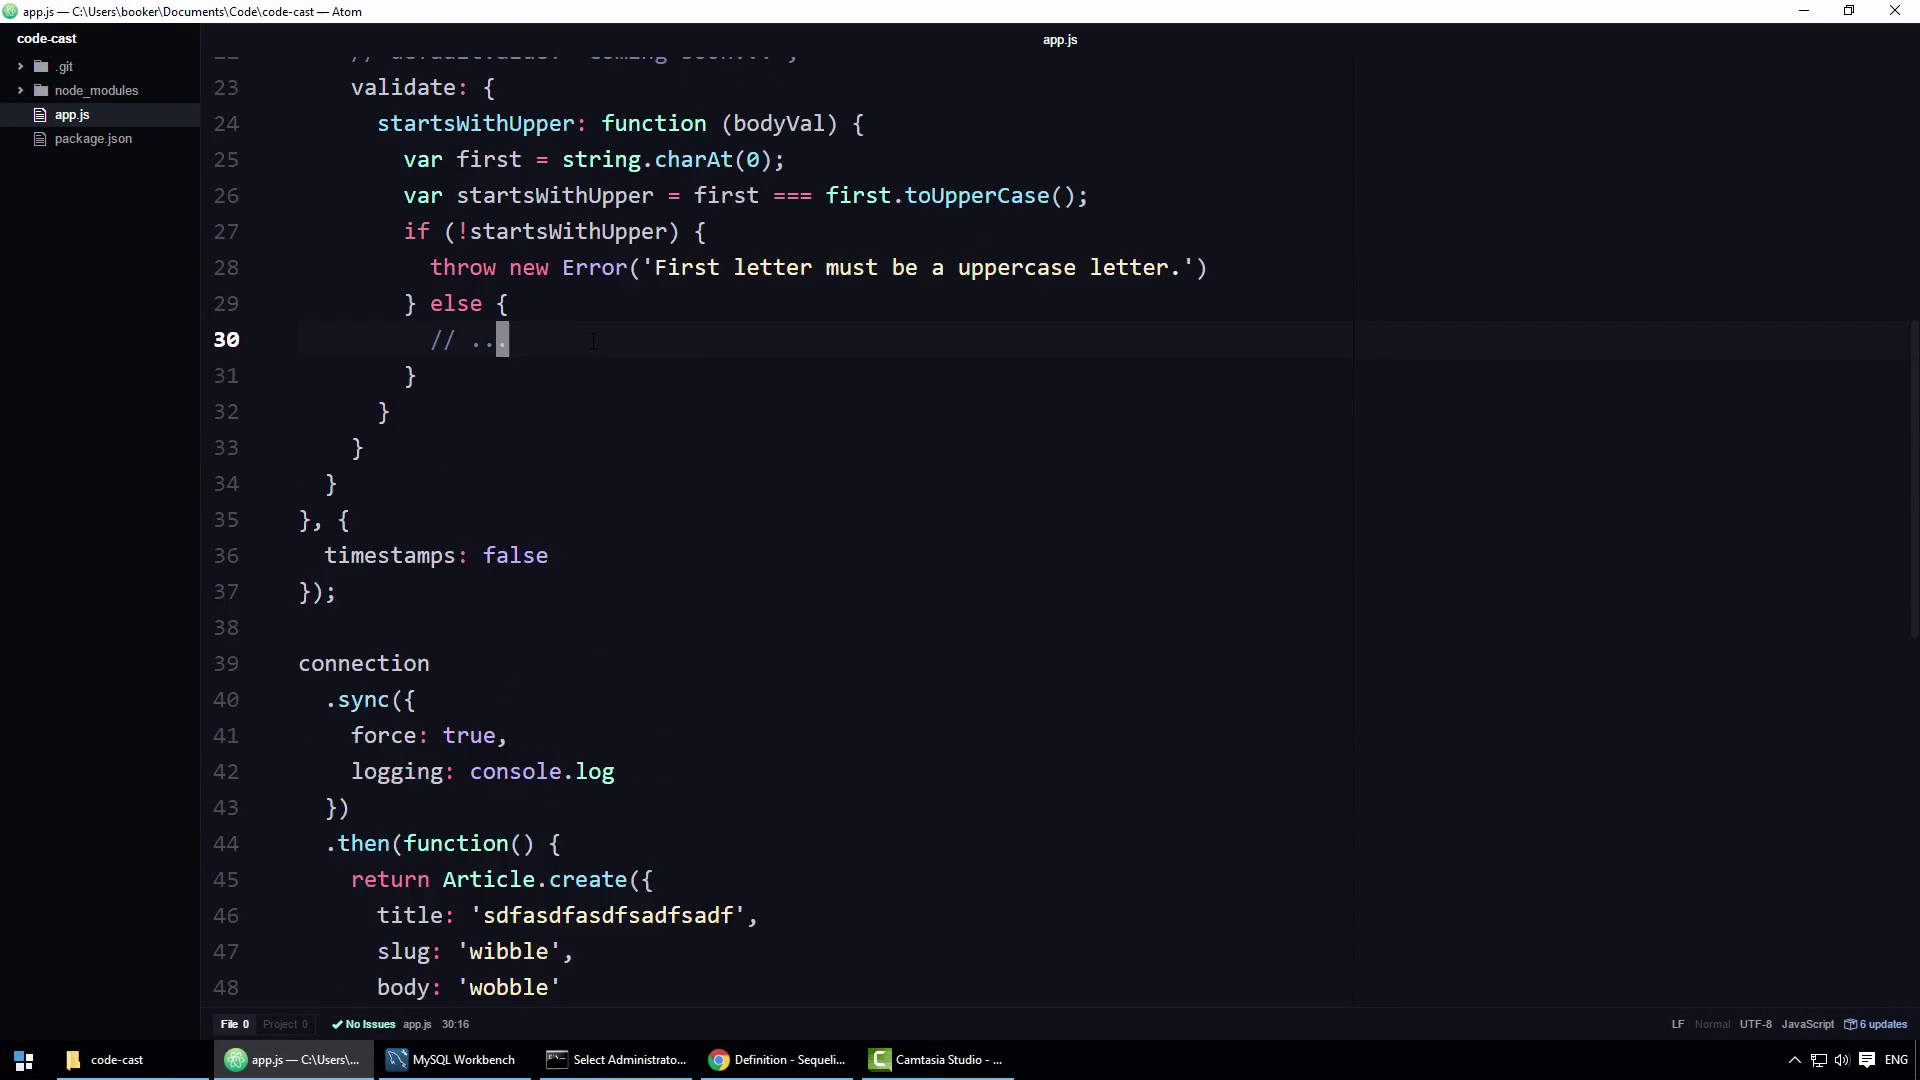 app.js — C:\Users\booker\Documents\Code\code-cast — Atom
code-cast
.git
node_modules
app.js
package.json
app.js
22 // defaultValue: 'Coming soon...',
23 validate: {
24 startsWithUpper: function (bodyVal) {
25 var first = string.charAt(0);
26 var startsWithUpper = first === first.toUpperCase();
27 if (!startsWithUpper) {
28 throw new Error('First letter must be a uppercase letter.')
29 } else {
30 // ...
31 }
32 }
33 }
34 }
35 }, {
36 timestamps: false
37 });
38
39 connection
40 .sync({
41 force: true,
42 logging: console.log
43 })
44 .then(function() {
45 return Article.create({
46 title: 'sdfasdfasdfsadfsadf',
47 slug: 'wibble',
48 body: 'wobble'
File 0 Project 0 No Issues app.js 30:16 LF Normal UTF-8 JavaScript 6 updates
code-cast app.js — C:\Users\... MySQL Workbench Select Administrato... Definition - Sequeli... Camtasia Studio - ... ENG